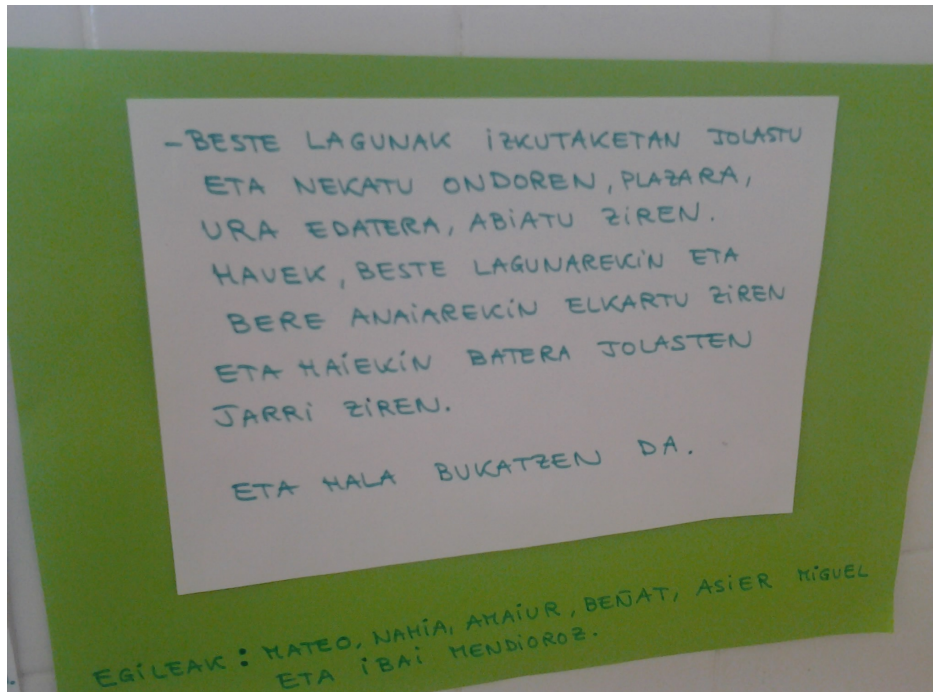 - BESTE LAGUNAK iZKUTAKETAN JOLASTU
ETA NEKATU ONDOREN, PLAZARA,
URA EDATERA, ABiATU ZiREN.
HAUEK, BESTE LAGUNAREKiN ETA
BERE ANAiAREKiN ELKARTU ZiREN
ETA HAiEKiN BATERA JOLASTEN
JARRi ZiREN.
ETA HALA BUKATZEN DA.
EGiLEAK: MATEO, NAHiA, AMAiUR, BEÑAT, ASiER MiGUEL
ETA iBAi MENDiOROZ.